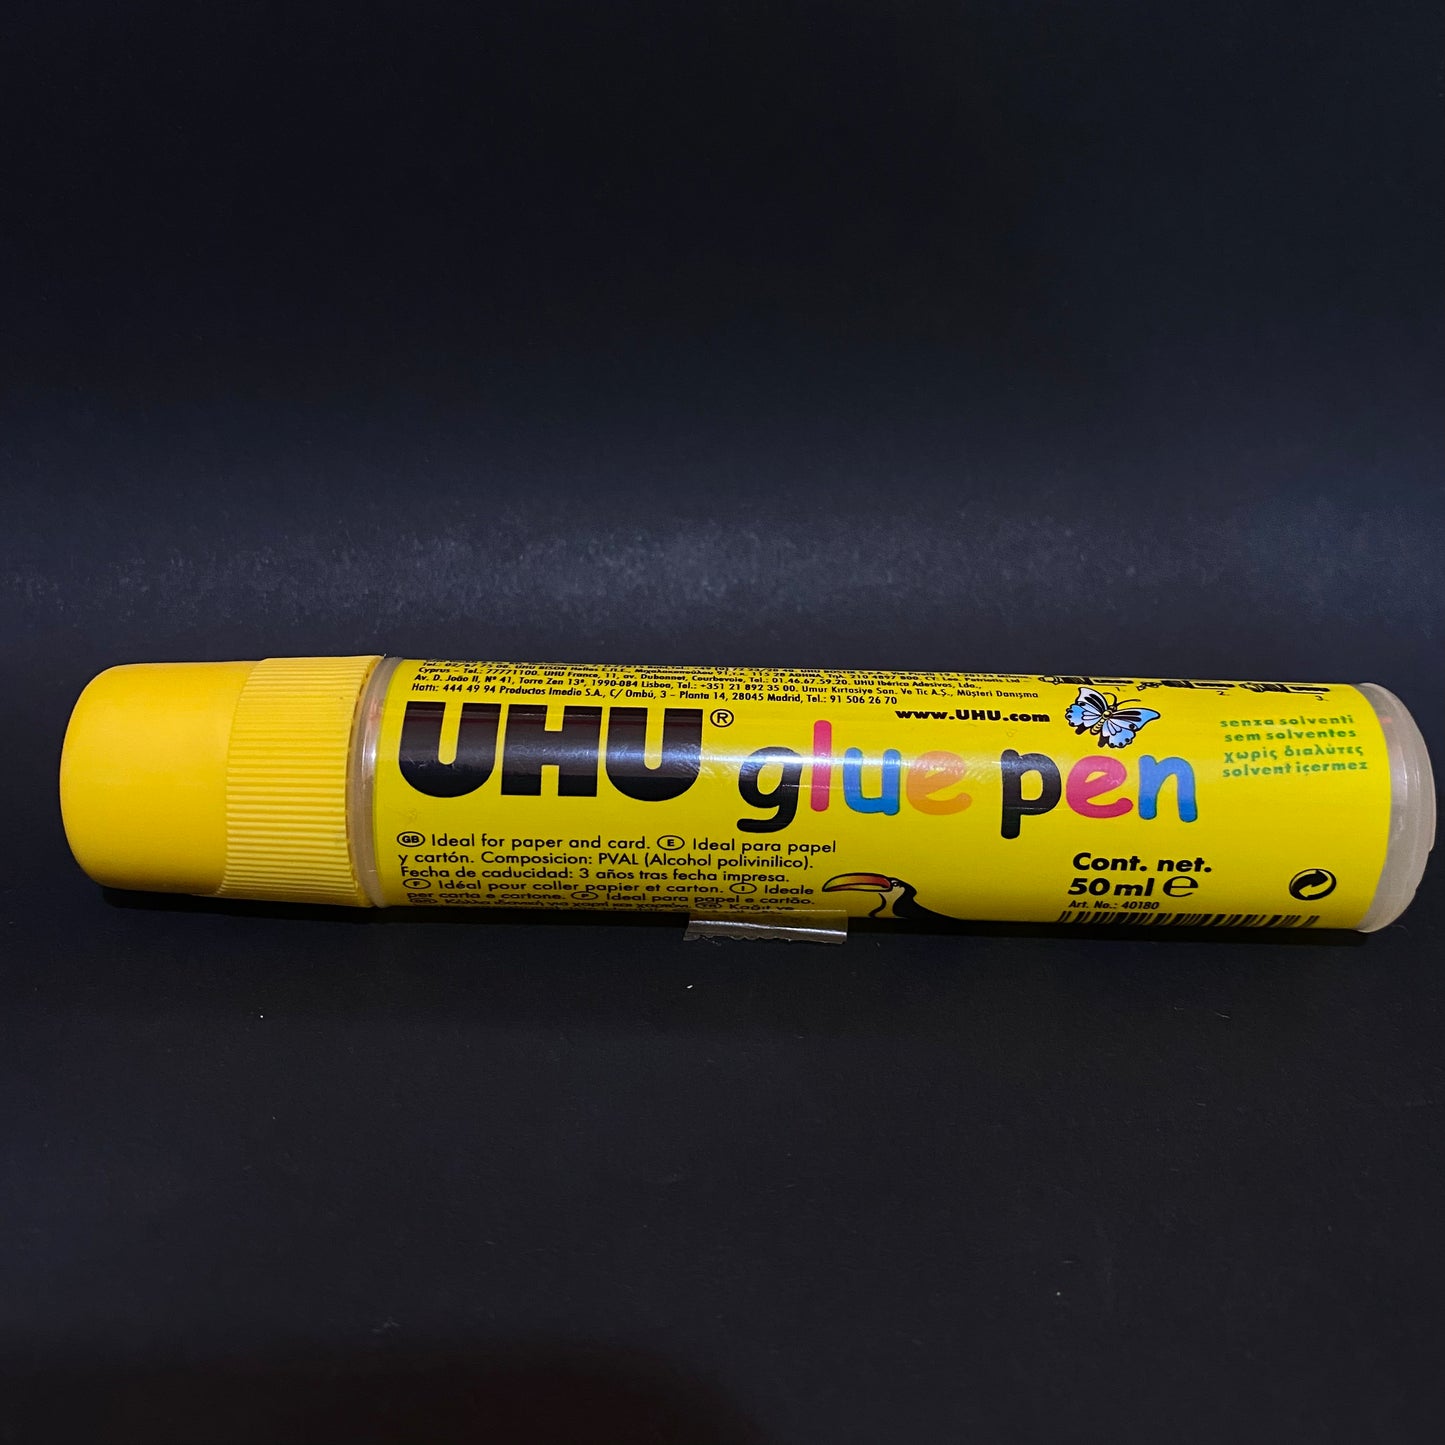 Av. D. João II, Nº 41, Torre Zen 13ª, 1990-084 Lisboa, Tel.: +351 21 892 35 00. Umur Kırtasiye San. Ve Tic A.Ş., Müşteri Danışma
Hattı: 444 49 94 Productos Imedio S.A., C/ Ombú, 3 - Planta 14, 28045 Madrid, Tel.: 91 506 26 70
www.UHU.com
UHU® glue pen
senza solventi
sem solventes
χωρίς διαλύτες
solvent içermez
GB Ideal for paper and card. E Ideal para papel
y cartón. Composicion: PVAL (Alcohol polivinilico).
Fecha de caducidad: 3 años tras fecha impresa.
F Idéal pour coller papier et carton. I Ideale
per carta e cartone. P Ideal para papel e cartão.
Cont. net.
50 ml ℮
Art. No.: 40180